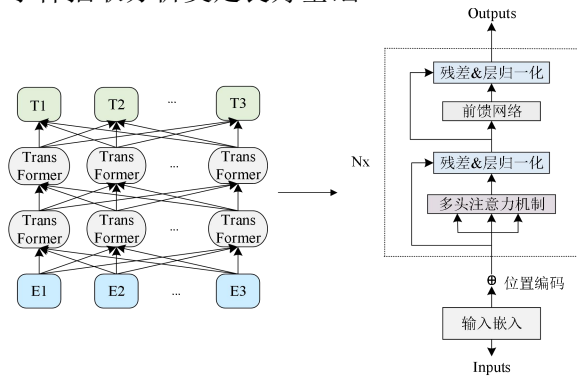 Outputs
残差&层归一化
前馈网络
残差&层归一化
多头注意力机制
Nx
位置编码
输入嵌入
Inputs
T1
T2
...
T3
Trans
Former
Trans
Former
...
Trans
Former
Trans
Former
Trans
Former
...
Trans
Former
E1
E2
...
E3